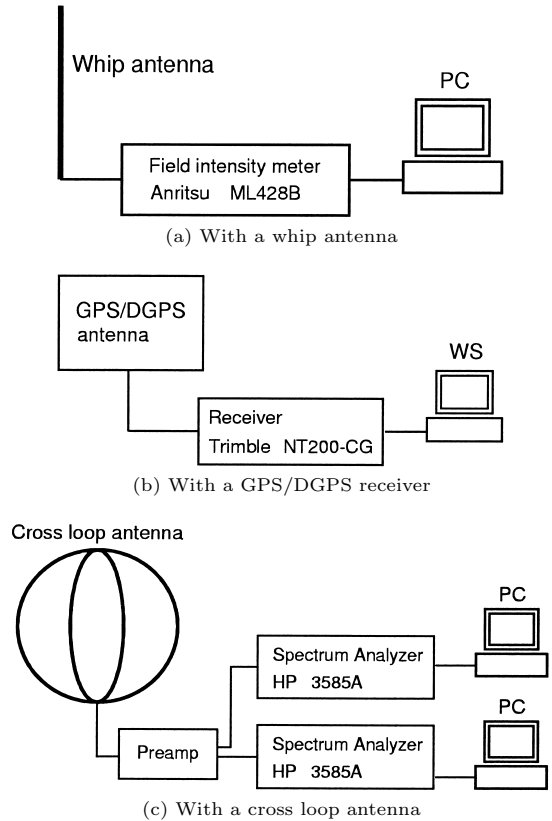 Whip antenna
PC
Field intensity meter
Anritsu ML428B
(a) With a whip antenna
GPS/DGPS
antenna
WS
Receiver
Trimble NT200-CG
(b) With a GPS/DGPS receiver
Cross loop antenna
PC
Spectrum Analyzer
HP 3585A
PC
Preamp
Spectrum Analyzer
HP 3585A
(c) With a cross loop antenna